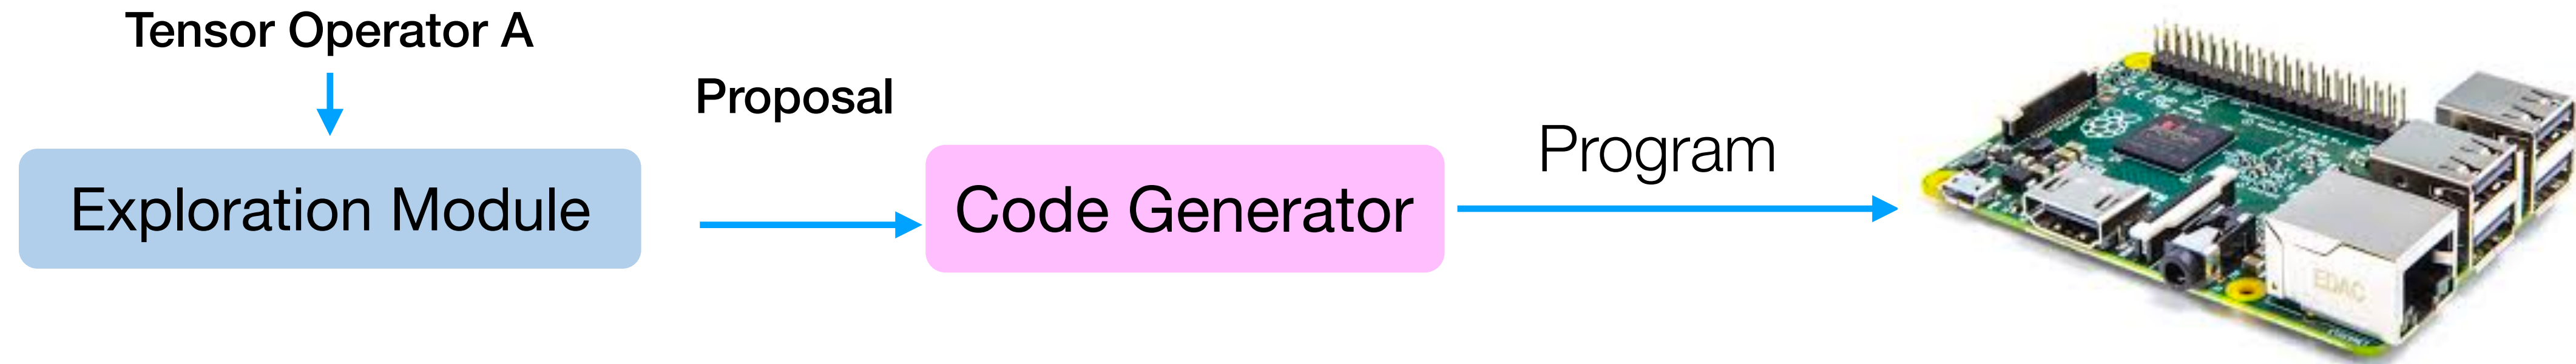 Tensor Operator A
Proposal
Program
Exploration Module
Code Generator
EDAC